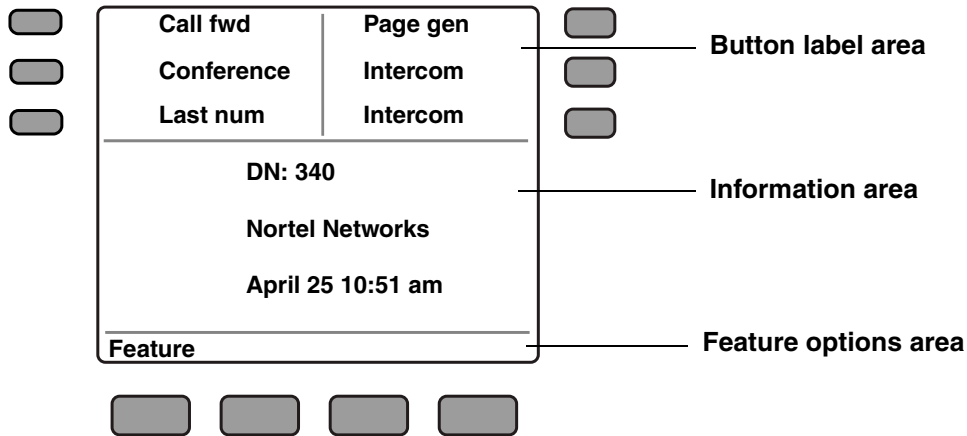 Call fwd Page gen
Button label area
Conference Intercom
Last num Intercom
DN: 340
Information area
Nortel Networks
April 25 10:51 am
Feature
Feature options area